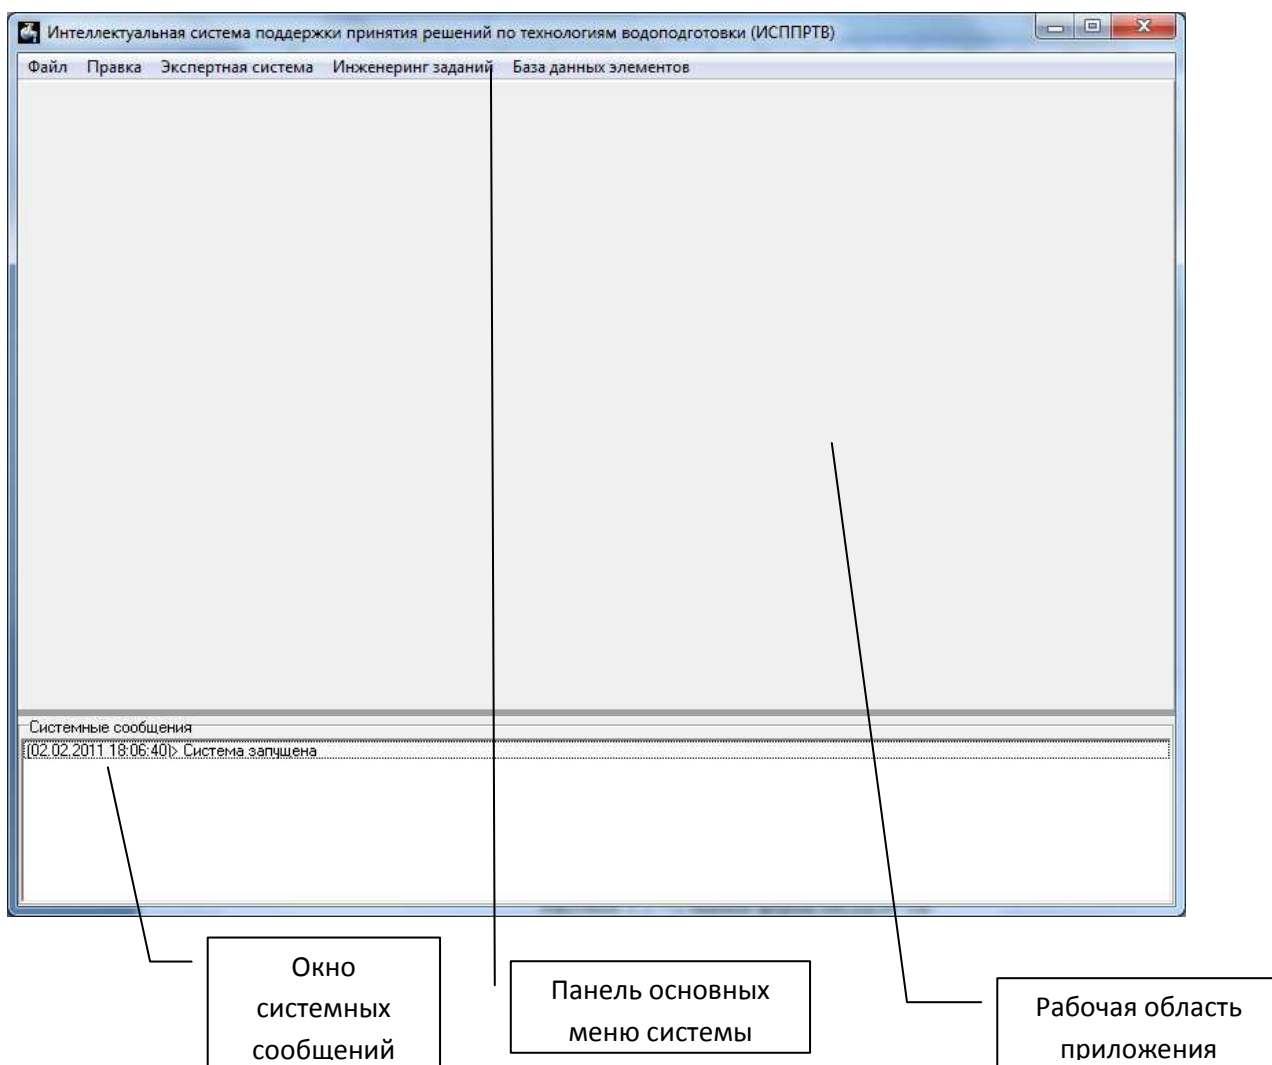 Интеллектуальная система поддержки принятия решений по технологиям водоподготовки (ИСППРТВ)
Файл Правка Экспертная система Инженеринг заданий База данных элементов
Системные сообщения
(02.02.2011 18:06:40)> Система запущена
Окно
системных
сообщений
Панель основных
меню системы
Рабочая область
приложения